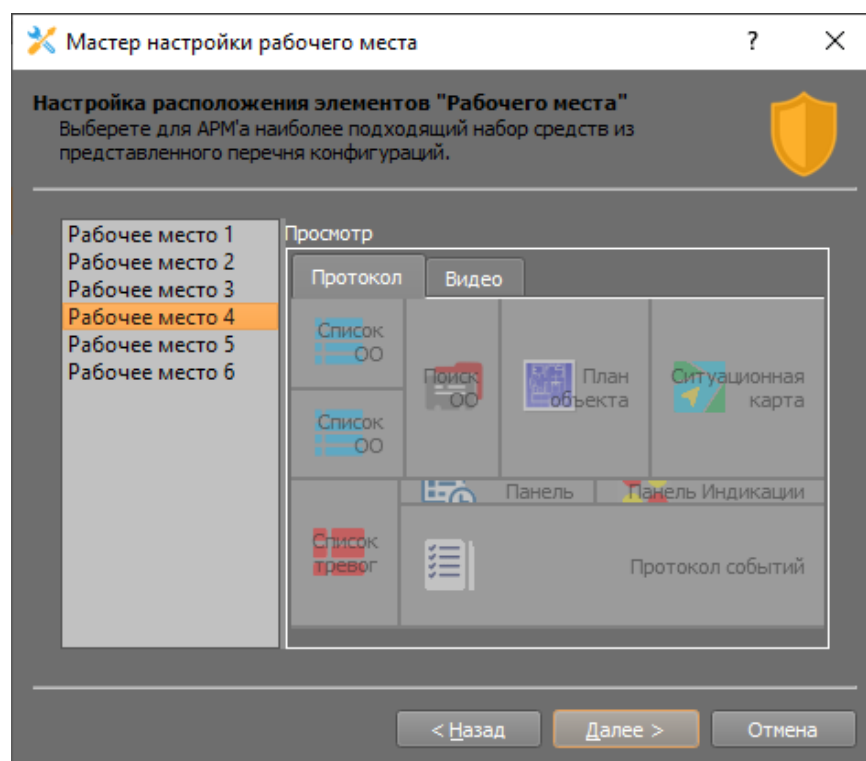 Мастер настройки рабочего места
?
Настройка расположения элементов "Рабочего места"
Выберете для АРМ'а наиболее подходящий набор средств из
представленного перечня конфигураций.
Рабочее место 1
Рабочее место 2
Рабочее место 3
Рабочее место 4
Рабочее место 5
Рабочее место 6
Просмотр
Протокол
Видео
Список
ОО
Поиск
ОО
План
объекта
Ситуационная
карта
Список
ОО
Панель
Панель Индикации
Список
тревог
Протокол событий
< Назад
Далее >
Отмена